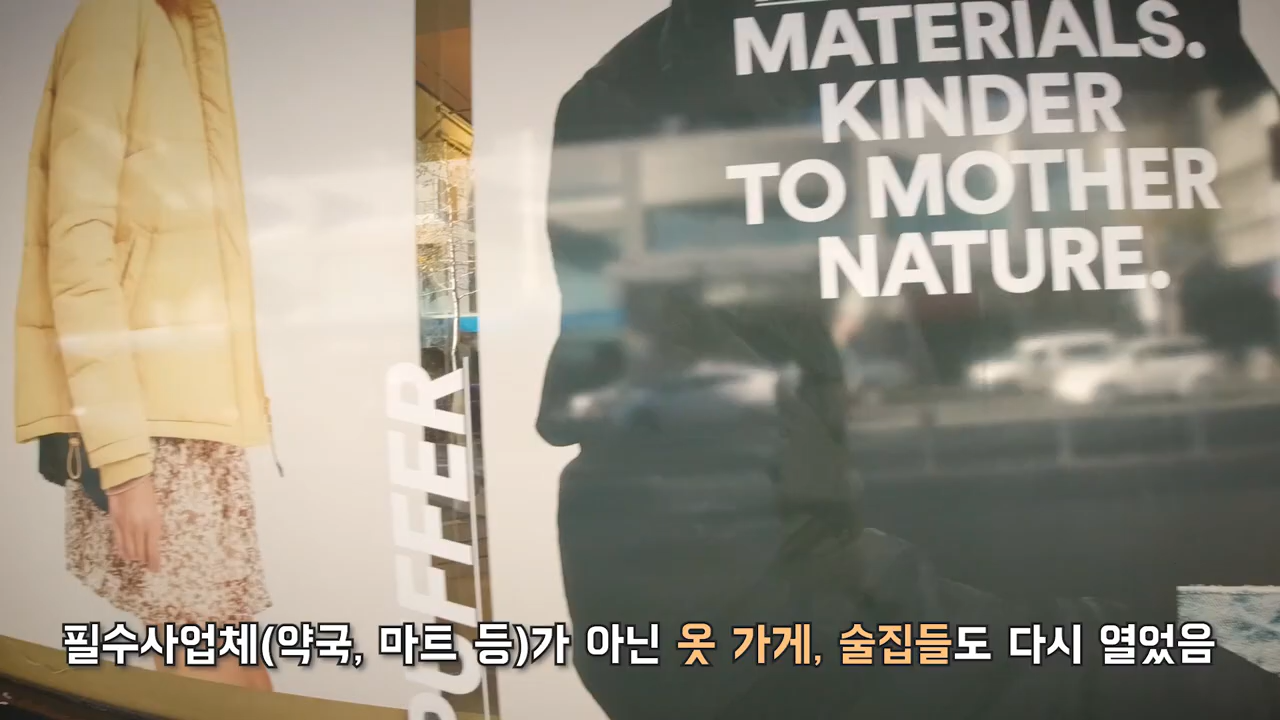 MATERIALS.
KINDER
TO MOTHER
NATURE.
PUFFER
필수사업체(약국, 마트 등)가 아닌 옷 가게, 술집들도 다시 열었음